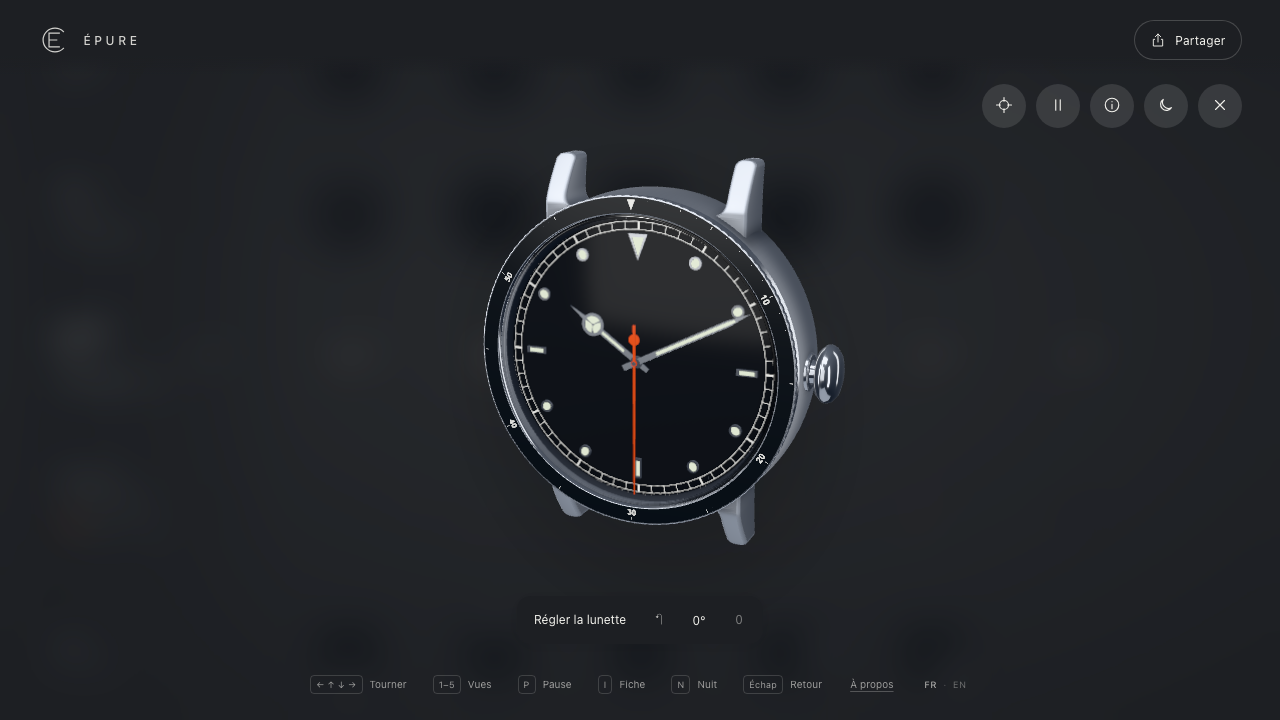 ÉPURE
Partager
50
10
40
20
30
Régler la lunette 0° 0
← ↑ ↓ → Tourner 1–5 Vues P Pause I Fiche N Nuit Échap Retour À propos FR · EN